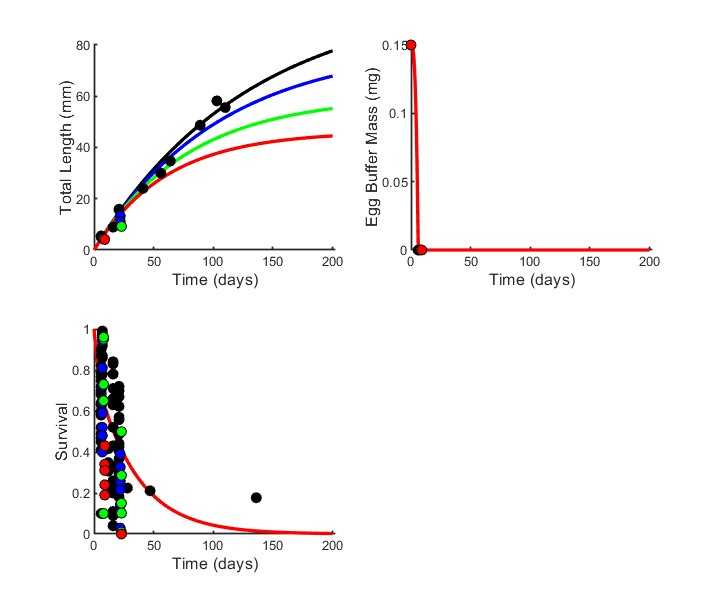 80
60
40
20
0
Total Length (mm)
0 50 100 150 200
Time (days)
0.15
0.1
0.05
0
Egg Buffer Mass (mg)
0 50 100 150 200
Time (days)
1
0.8
0.6
0.4
0.2
0
Survival
0 50 100 150 200
Time (days)